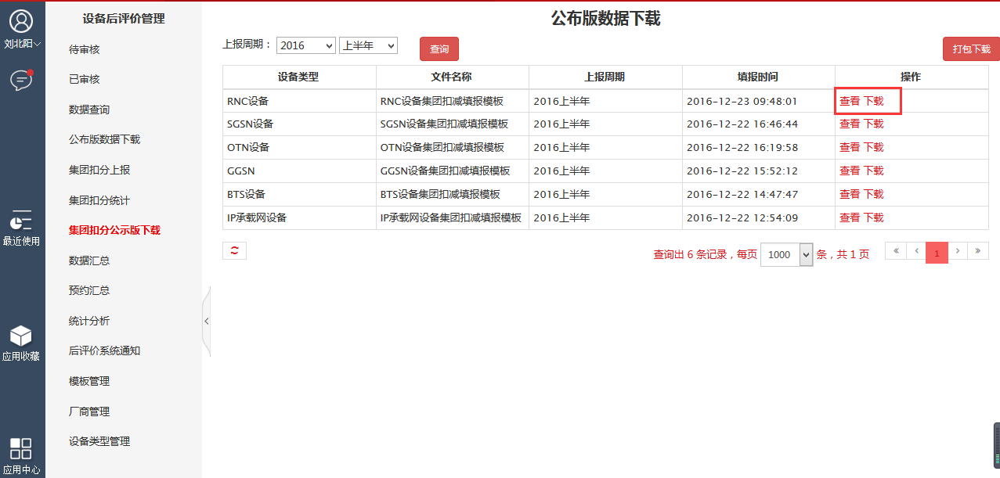 刘北阳
最近使用
应用收藏
应用中心
设备后评价管理
待审核
已审核
数据查询
公布版数据下载
集团扣分上报
集团扣分统计
集团扣分公示版下载
数据汇总
预约汇总
统计分析
后评价系统通知
模板管理
厂商管理
设备类型管理
公布版数据下载
上报周期： 2016 上半年 查询 打包下载
设备类型 文件名称 上报周期 填报时间 操作
RNC设备 RNC设备集团扣减填报模板 2016上半年 2016-12-23 09:48:01 查看 下载
SGSN设备 SGSN设备集团扣减填报模板 2016上半年 2016-12-22 16:46:44 查看 下载
OTN设备 OTN设备集团扣减填报模板 2016上半年 2016-12-22 16:19:58 查看 下载
GGSN GGSN设备集团扣减填报模板 2016上半年 2016-12-22 15:52:12 查看 下载
BTS设备 BTS设备集团扣减填报模板 2016上半年 2016-12-22 14:47:47 查看 下载
IP承载网设备 IP承载网设备集团扣减填报模板 2016上半年 2016-12-22 12:54:09 查看 下载
查询出 6 条记录，每页 1000 条，共 1 页 « ‹ 1 › »